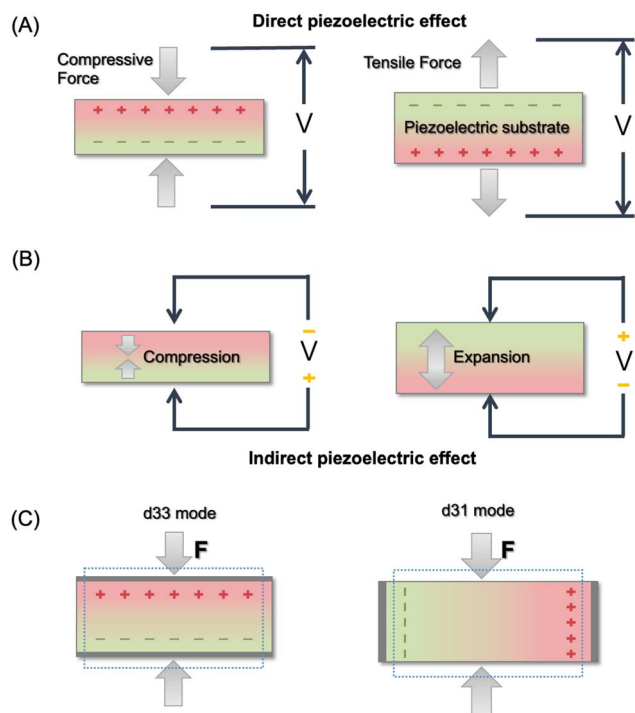 (A)
Direct piezoelectric effect
Compressive
Force
+ + + + + + +
− − − − − − −
V
Tensile Force
− − − − − − −
Piezoelectric substrate
+ + + + + + +
V
(B)
−
V
+
Compression
+
V
−
Expansion
Indirect piezoelectric effect
(C)
d33 mode
F
+ + + + + + +
− − − − − − −
d31 mode
F
− + 
− +
− +
− +
− +